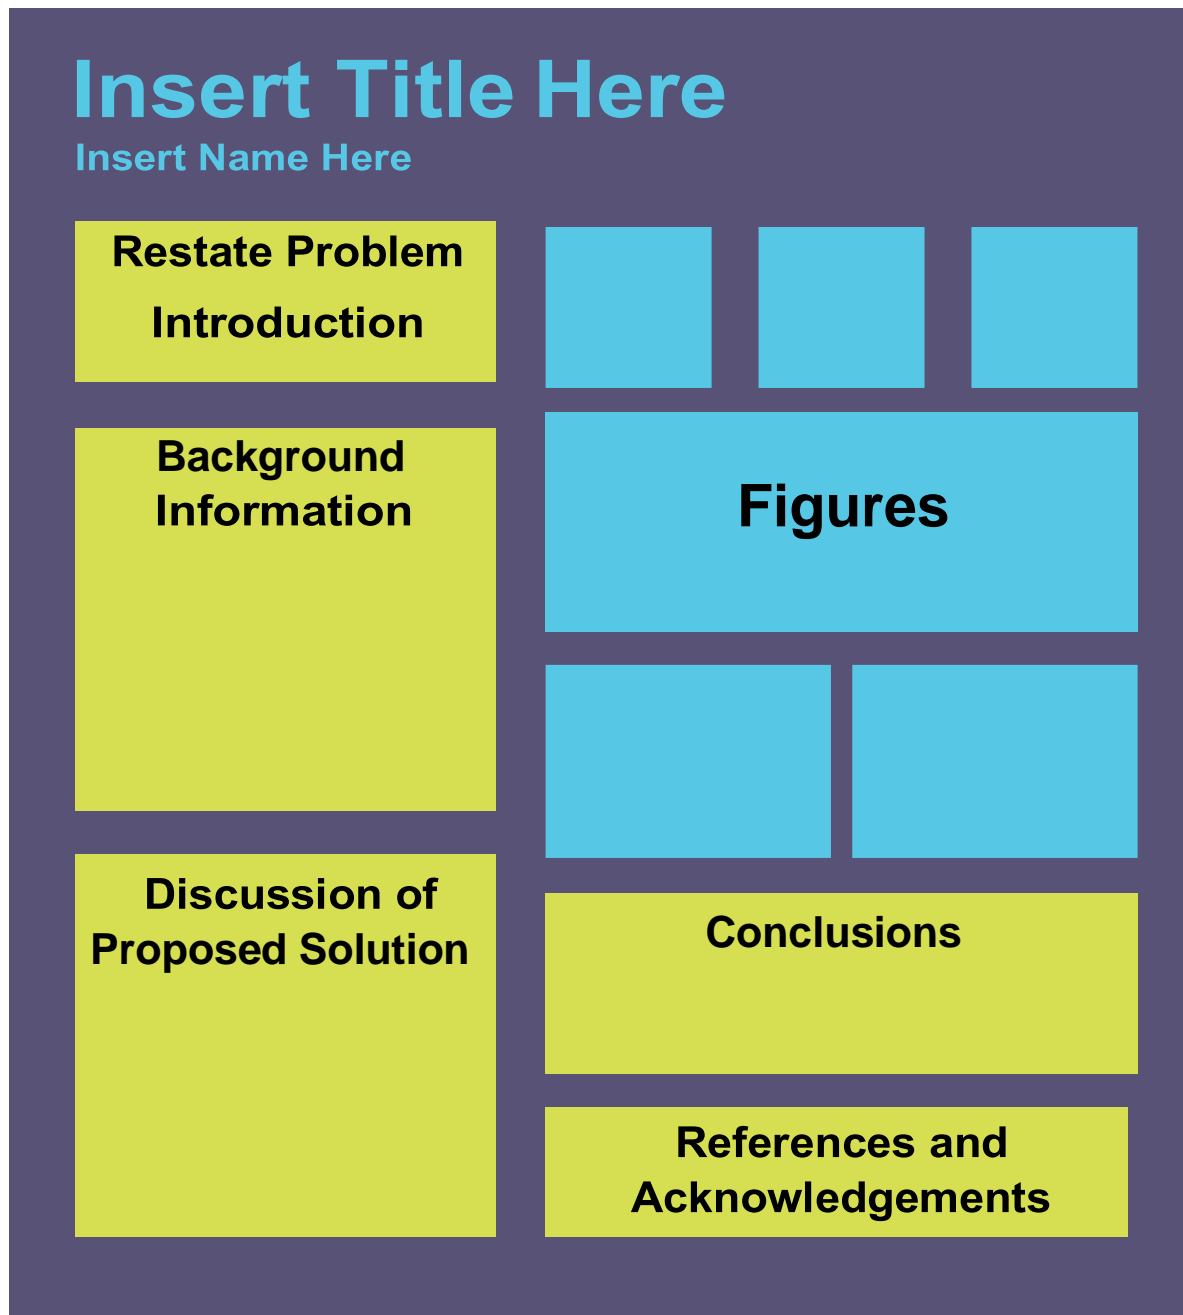 Insert Title Here
Insert Name Here
Restate Problem
Introduction
Background
Information
Discussion of
Proposed Solution
Figures
Conclusions
References and
Acknowledgements